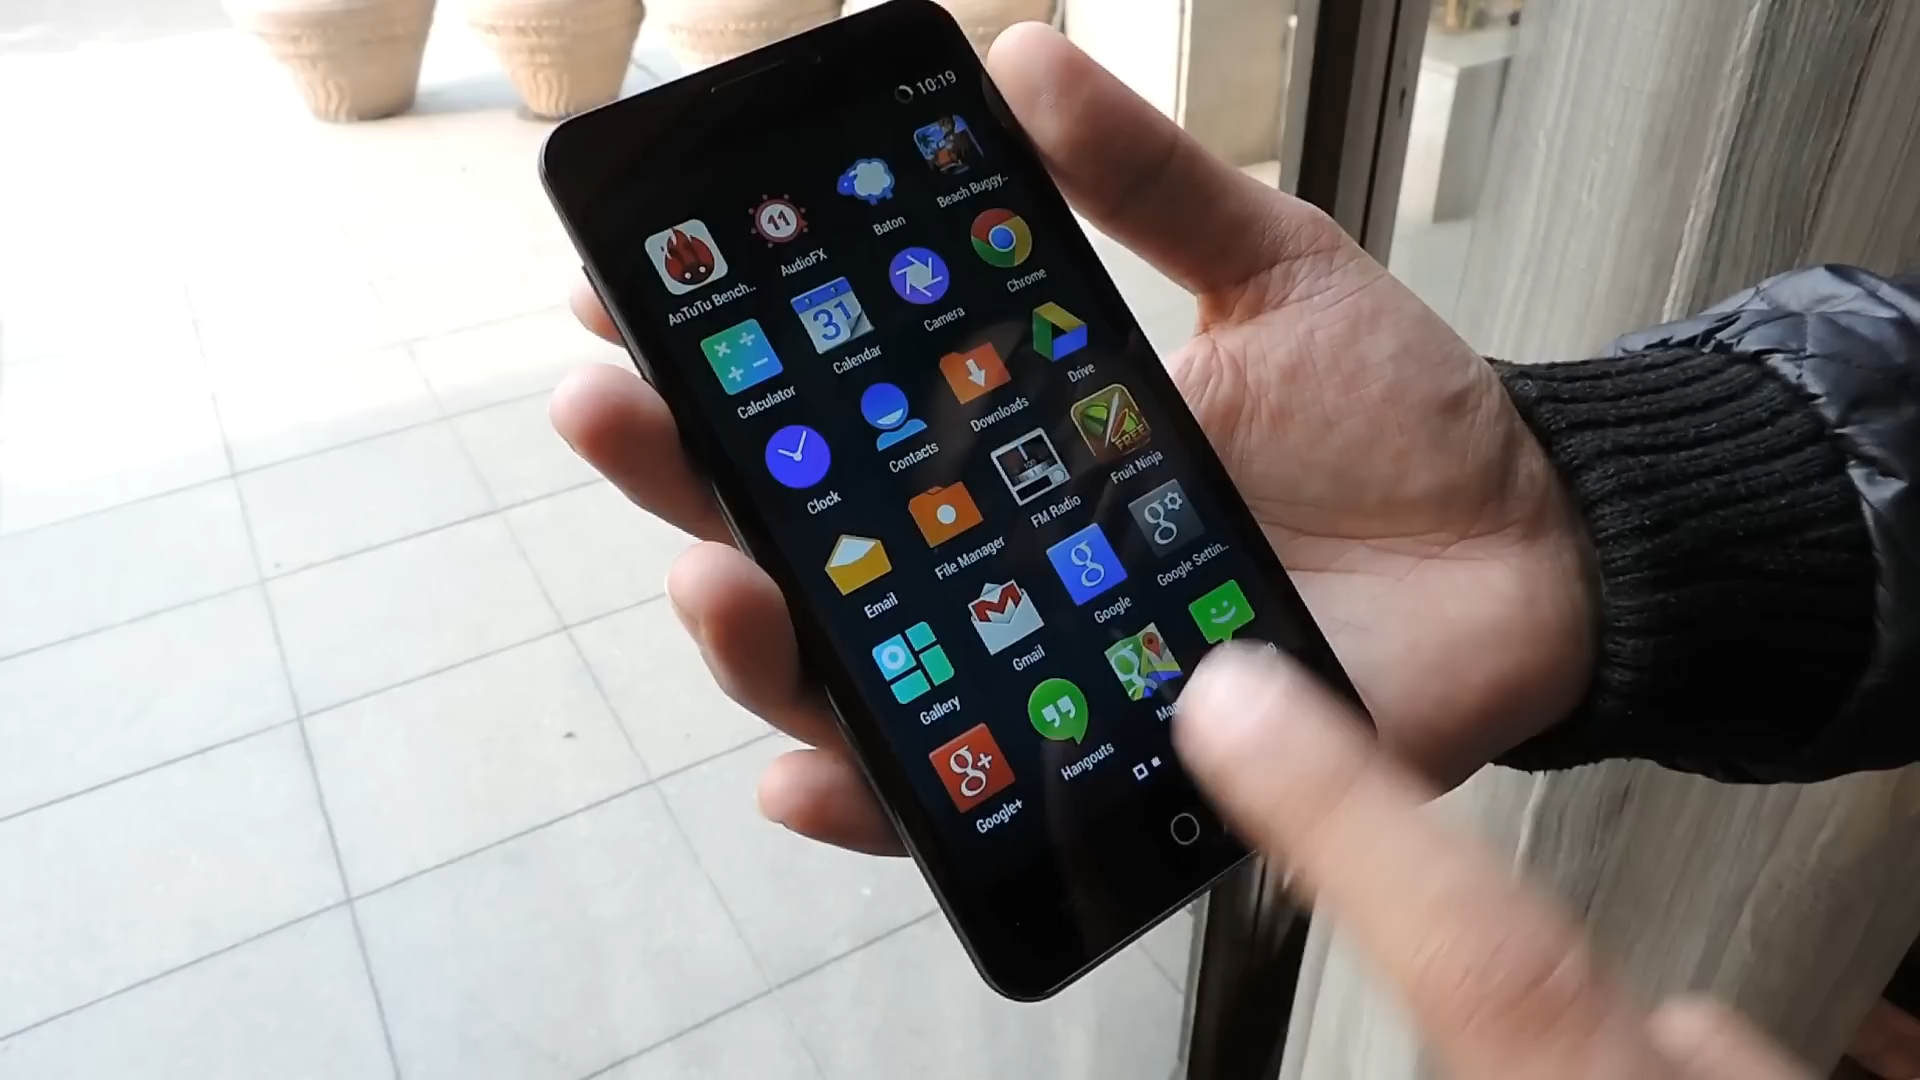 10:19
AnTuTu Bench..
AudioFX
Baton
Beach Buggy..
Calculator
31
Calendar
Camera
Chrome
Clock
Contacts
Downloads
Drive
Email
File Manager
FM Radio
FREE
Fruit Ninja
Gallery
Gmail
g
Google
g
Google Settin..
g+
Google+
Hangouts
11